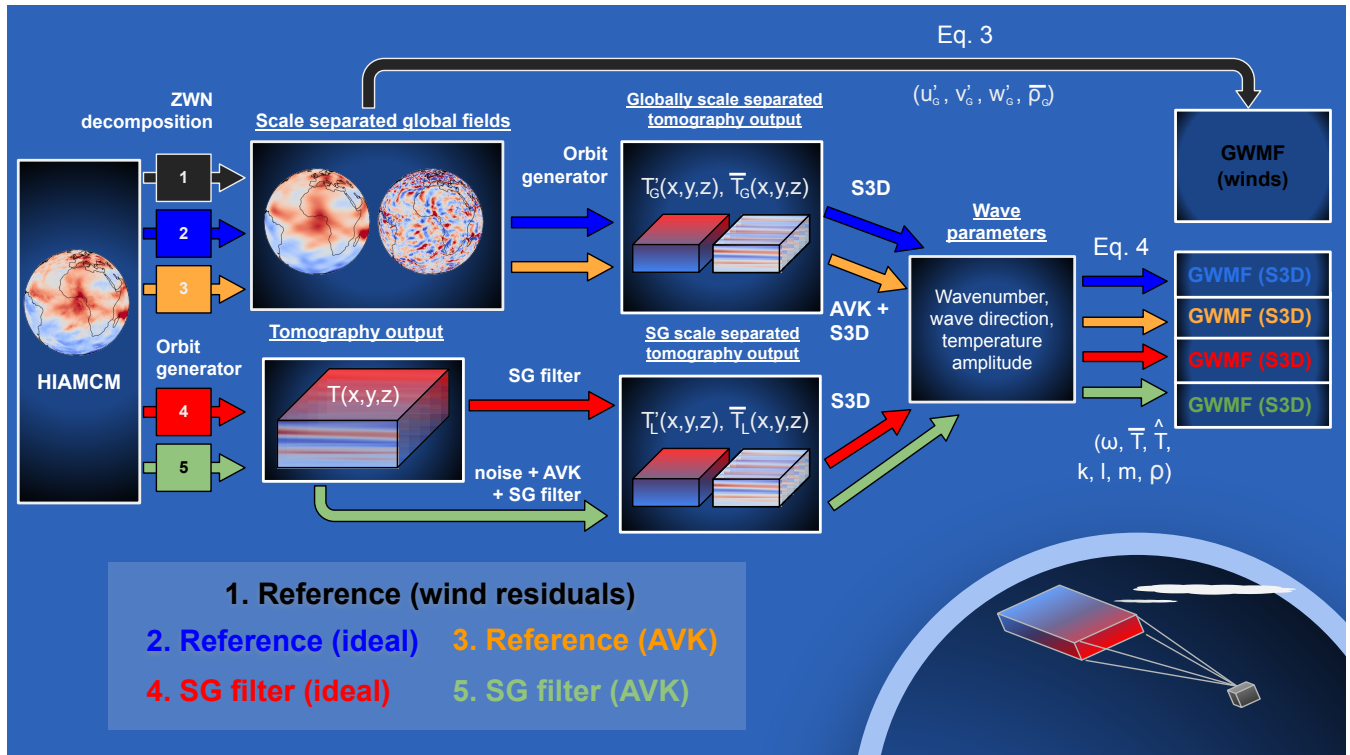 Eq. 3
(u'G, v'G, w'G, ρ̅G)
ZWN
decomposition
Scale separated global fields
Globally scale separated
tomography output
1
2
3
Orbit
generator
T'G(x,y,z), T̅G(x,y,z)
S3D
AVK +
S3D
Wave
parameters
Wavenumber,
wave direction,
temperature
amplitude
GWMF
(winds)
Eq. 4
GWMF (S3D)
GWMF (S3D)
GWMF (S3D)
GWMF (S3D)
(ω, T̅, T̂,
k, l, m, ρ)
HIAMCM
Orbit
generator
4
5
Tomography output
T(x,y,z)
SG filter
noise + AVK
+ SG filter
SG scale separated
tomography output
T'L(x,y,z), T̅L(x,y,z)
S3D
1. Reference (wind residuals)
2. Reference (ideal)
3. Reference (AVK)
4. SG filter (ideal)
5. SG filter (AVK)